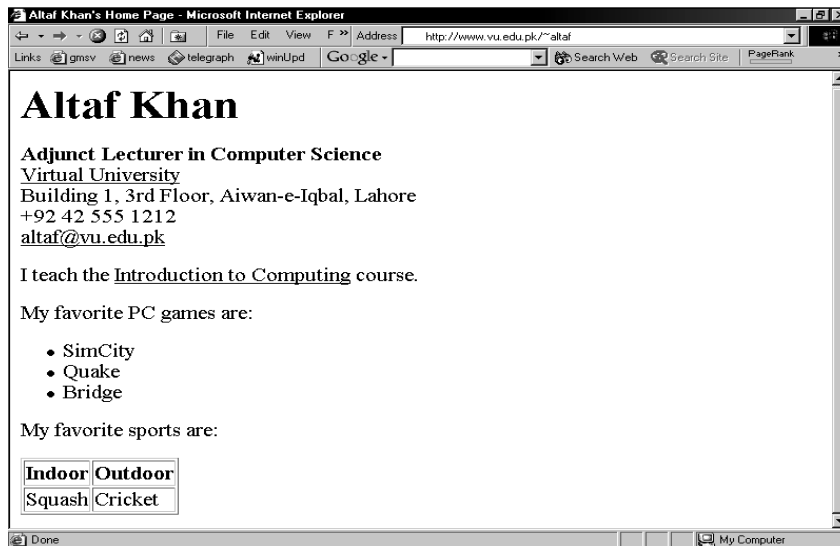 Altaf Khan's Home Page - Microsoft Internet Explorer
File Edit View F » Address http://www.vu.edu.pk/~altaf
Links gmsv news telegraph winUpd Google Search Web Search Site PageRank
Altaf Khan
Adjunct Lecturer in Computer Science
Virtual University
Building 1, 3rd Floor, Aiwan-e-Iqbal, Lahore
+92 42 555 1212
altaf@vu.edu.pk
I teach the Introduction to Computing course.
My favorite PC games are:
• SimCity
• Quake
• Bridge
My favorite sports are:
Indoor Outdoor
Squash Cricket
Done My Computer